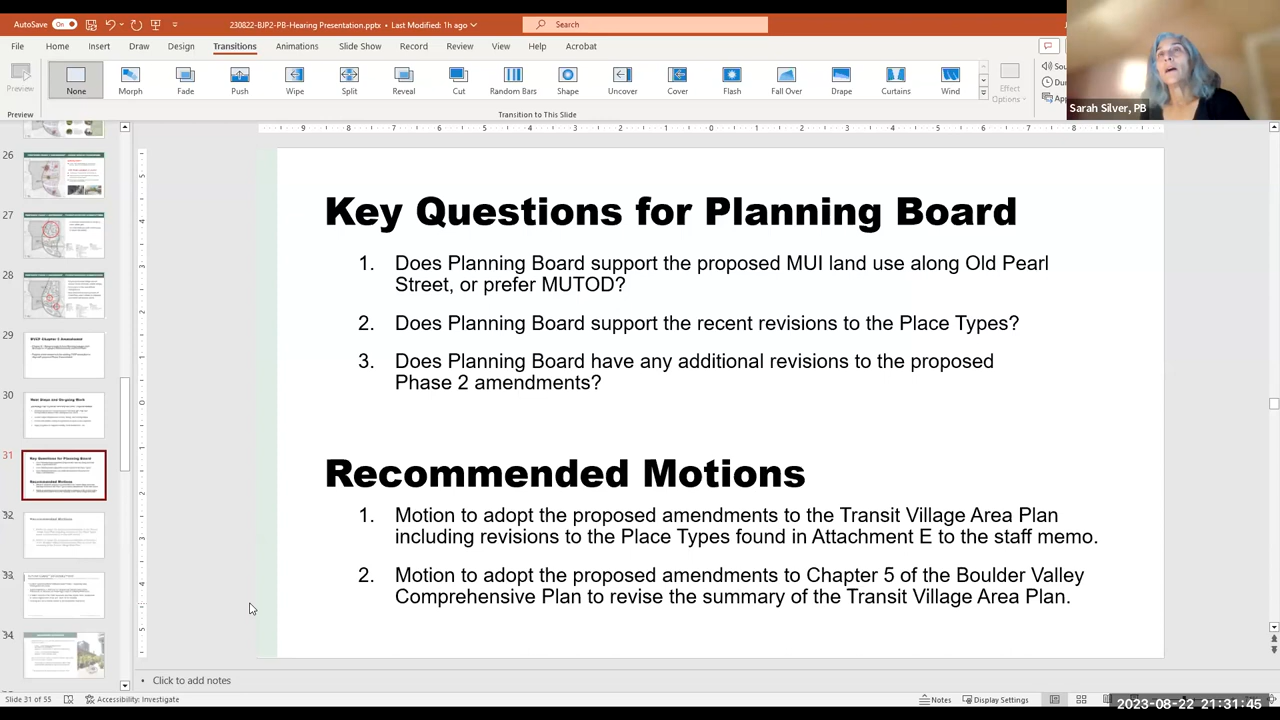 AutoSave On 230822-BJP2-PB-Hearing Presentation.pptx • Last Modified: 1h ago Search
File Home Insert Draw Design Transitions Animations Slide Show Record Review View Help Acrobat
Preview None Morph Fade Push Wipe Split Reveal Cut Random Bars Shape Uncover Cover Flash Fall Over Drape Curtains Wind Effect Options
Sarah Silver, PB
Preview Transition to This Slide
Key Questions for Planning Board
1. Does Planning Board support the proposed MUI land use along Old Pearl
Street, or prefer MUTOD?
2. Does Planning Board support the recent revisions to the Place Types?
3. Does Planning Board have any additional revisions to the proposed
Phase 2 amendments?
Recommended Motions
1. Motion to adopt the proposed amendments to the Transit Village Area Plan
including revisions to the Place Types found in Attachment E to the staff memo.
2. Motion to adopt the proposed amendments to Chapter 5 of the Boulder Valley
Comprehensive Plan to revise the summary of the Transit Village Area Plan.
26
27
28
29
30
31
32
33
34
Click to add notes
Slide 31 of 55 Accessibility: Investigate Notes Display Settings
2023-08-22 21:31:45